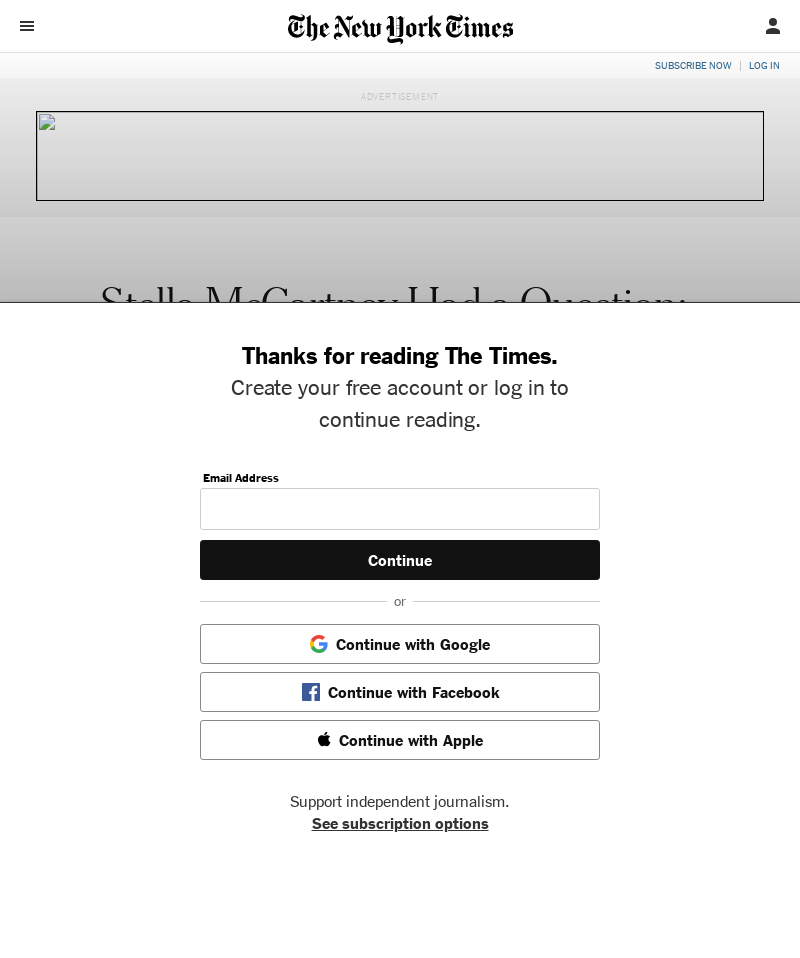 The New York Times
SUBSCRIBE NOW | LOG IN
ADVERTISEMENT
Stella McCartney Had a Question:
Thanks for reading The Times.
Create your free account or log in to
continue reading.
Email Address
Continue
or
Continue with Google
Continue with Facebook
Continue with Apple
Support independent journalism.
See subscription options